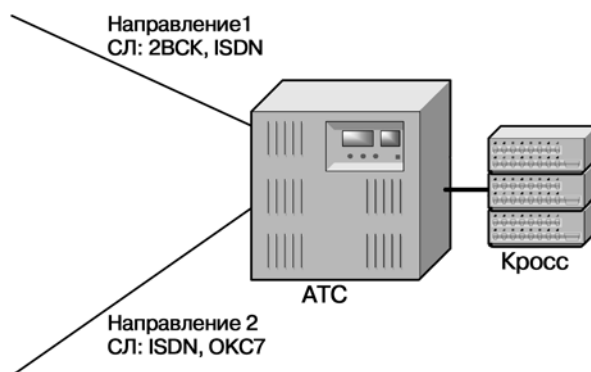 Направление1
СЛ: 2ВСК, ISDN
АТС
Кросс
Направление 2
СЛ: ISDN, ОКС7